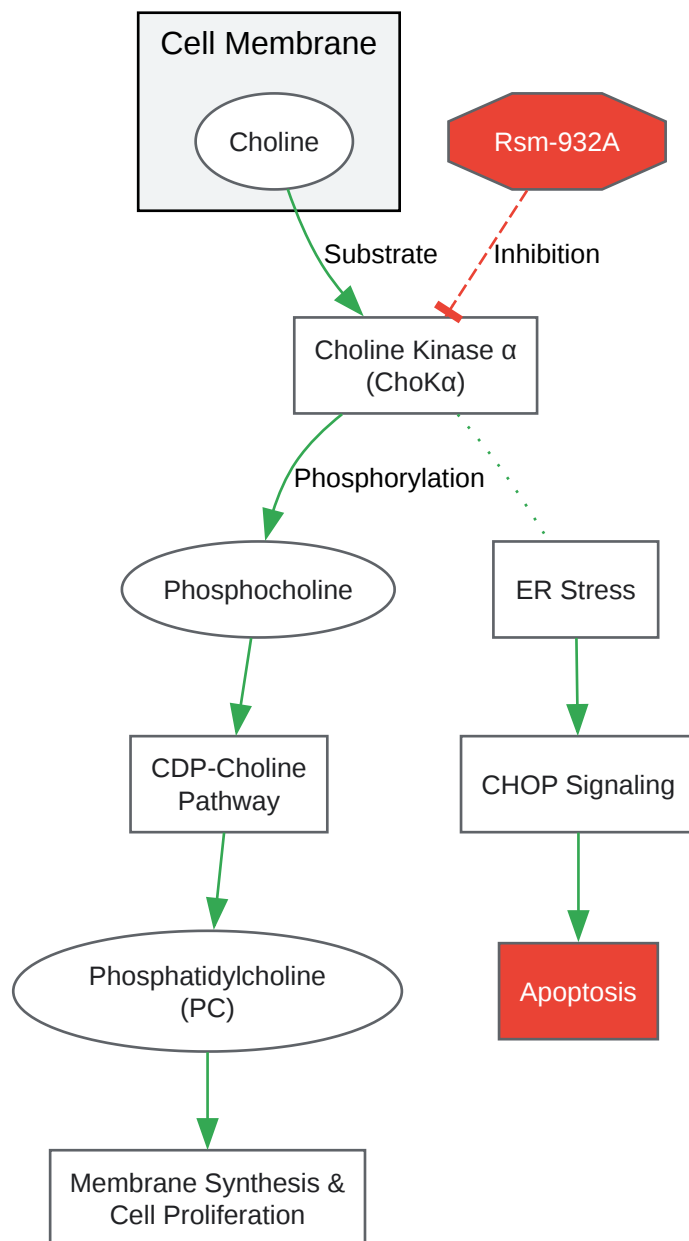 Cell Membrane
Choline
Rsm-932A
Substrate
Inhibition
Choline Kinase α
(ChoKα)
Phosphorylation
Phosphocholine
ER Stress
CDP-Choline
Pathway
CHOP Signaling
Phosphatidylcholine
(PC)
Apoptosis
Membrane Synthesis &
Cell Proliferation